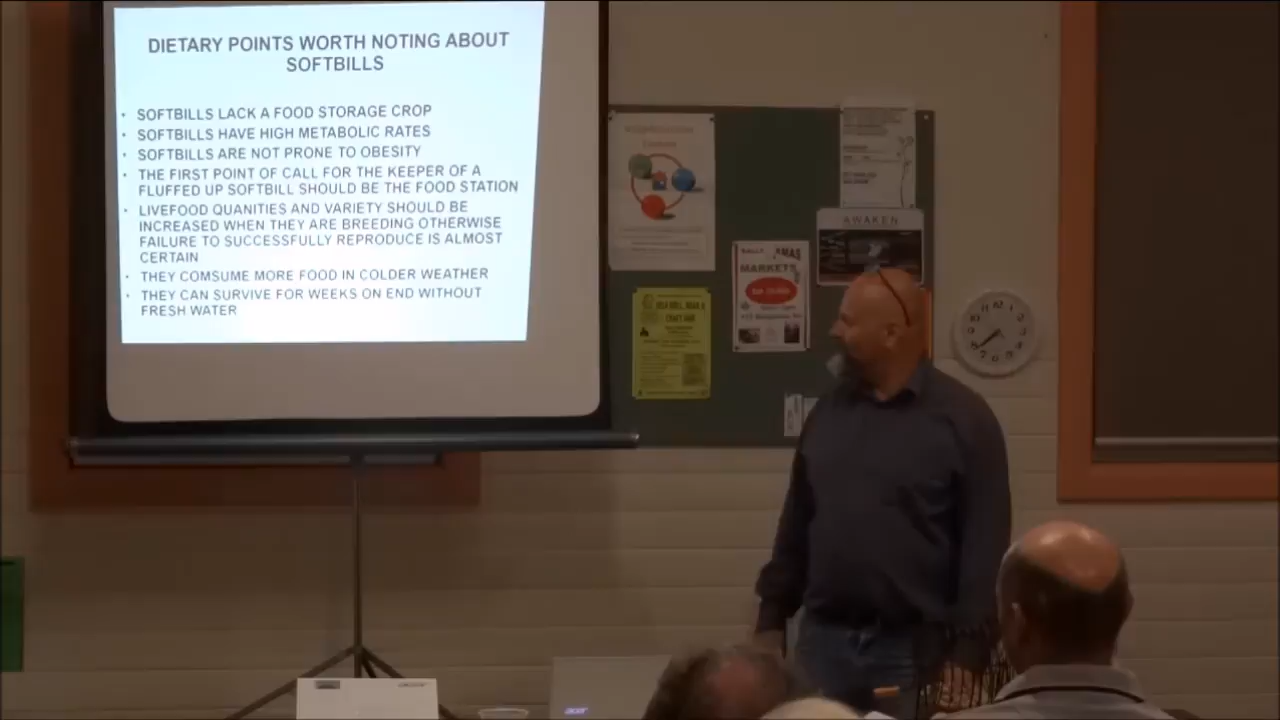 DIETARY POINTS WORTH NOTING ABOUT
SOFTBILLS
• SOFTBILLS LACK A FOOD STORAGE CROP
• SOFTBILLS HAVE HIGH METABOLIC RATES
• SOFTBILLS ARE NOT PRONE TO OBESITY
• THE FIRST POINT OF CALL FOR THE KEEPER OF A
FLUFFED UP SOFTBILL SHOULD BE THE FOOD STATION
• LIVEFOOD QUANITIES AND VARIETY SHOULD BE
INCREASED WHEN THEY ARE BREEDING OTHERWISE
FAILURE TO SUCCESSFULLY REPRODUCE IS ALMOST
CERTAIN
• THEY COMSUME MORE FOOD IN COLDER WEATHER
• THEY CAN SURVIVE FOR WEEKS ON END WITHOUT
FRESH WATER
AWAKEN
MARKETS
acer